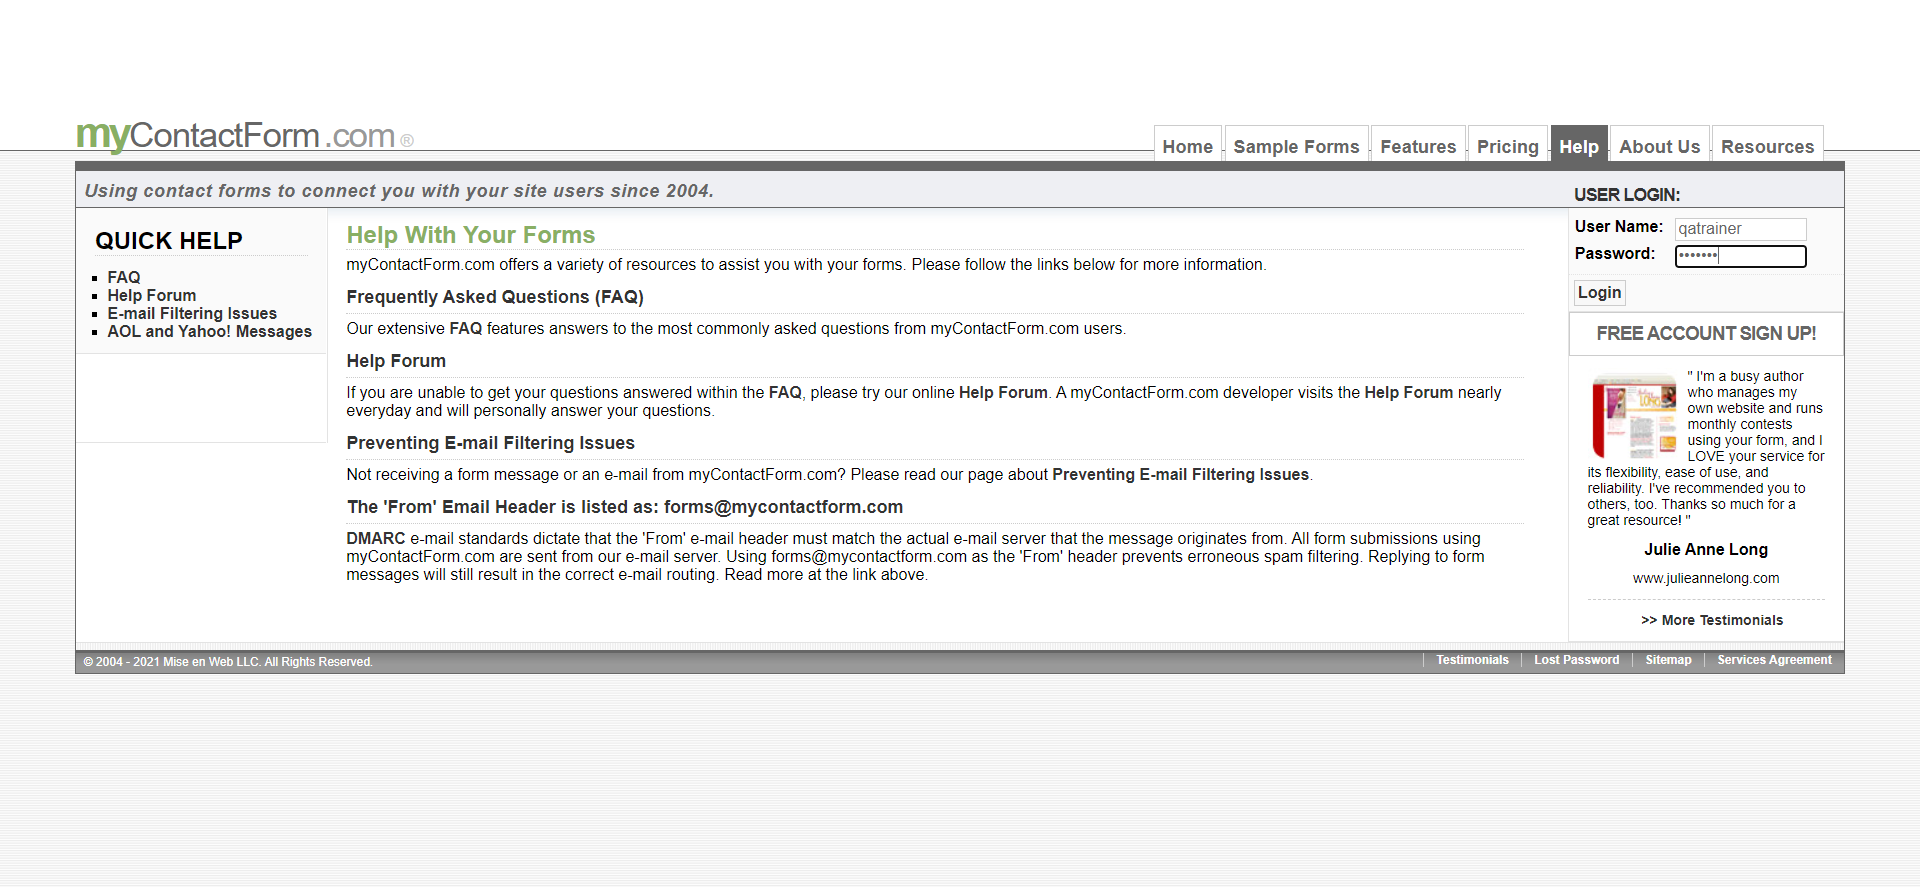 myContactForm.com®
Home
Sample Forms
Features
Pricing
Help
About Us
Resources
Using contact forms to connect you with your site users since 2004.
USER LOGIN:
QUICK HELP
FAQ
Help Forum
E-mail Filtering Issues
AOL and Yahoo! Messages
Help With Your Forms
myContactForm.com offers a variety of resources to assist you with your forms. Please follow the links below for more information.
Frequently Asked Questions (FAQ)
Our extensive FAQ features answers to the most commonly asked questions from myContactForm.com users.
Help Forum
If you are unable to get your questions answered within the FAQ, please try our online Help Forum. A myContactForm.com developer visits the Help Forum nearly
everyday and will personally answer your questions.
Preventing E-mail Filtering Issues
Not receiving a form message or an e-mail from myContactForm.com? Please read our page about Preventing E-mail Filtering Issues.
The 'From' Email Header is listed as: forms@mycontactform.com
DMARC e-mail standards dictate that the 'From' e-mail header must match the actual e-mail server that the message originates from. All form submissions using
myContactForm.com are sent from our e-mail server. Using forms@mycontactform.com as the 'From' header prevents erroneous spam filtering. Replying to form
messages will still result in the correct e-mail routing. Read more at the link above.
User Name: qatrainer
Password: •••••••
Login
FREE ACCOUNT SIGN UP!
" I'm a busy author
who manages my
own website and runs
monthly contests
using your form, and I
LOVE your service for
its flexibility, ease of use, and
reliability. I've recommended you to
others, too. Thanks so much for a
great resource! "
Julie Anne Long
www.julieannelong.com
>> More Testimonials
© 2004 - 2021 Mise en Web LLC. All Rights Reserved.
Testimonials
Lost Password
Sitemap
Services Agreement